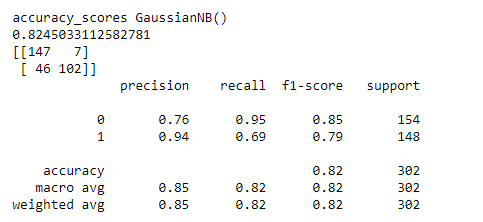 accuracy_scores GaussianNB()
0.8245033112582781
[[147   7]
 [ 46 102]]
              precision    recall  f1-score   support

           0       0.76      0.95      0.85       154
           1       0.94      0.69      0.79       148

    accuracy                           0.82       302
   macro avg       0.85      0.82      0.82       302
weighted avg       0.85      0.82      0.82       302